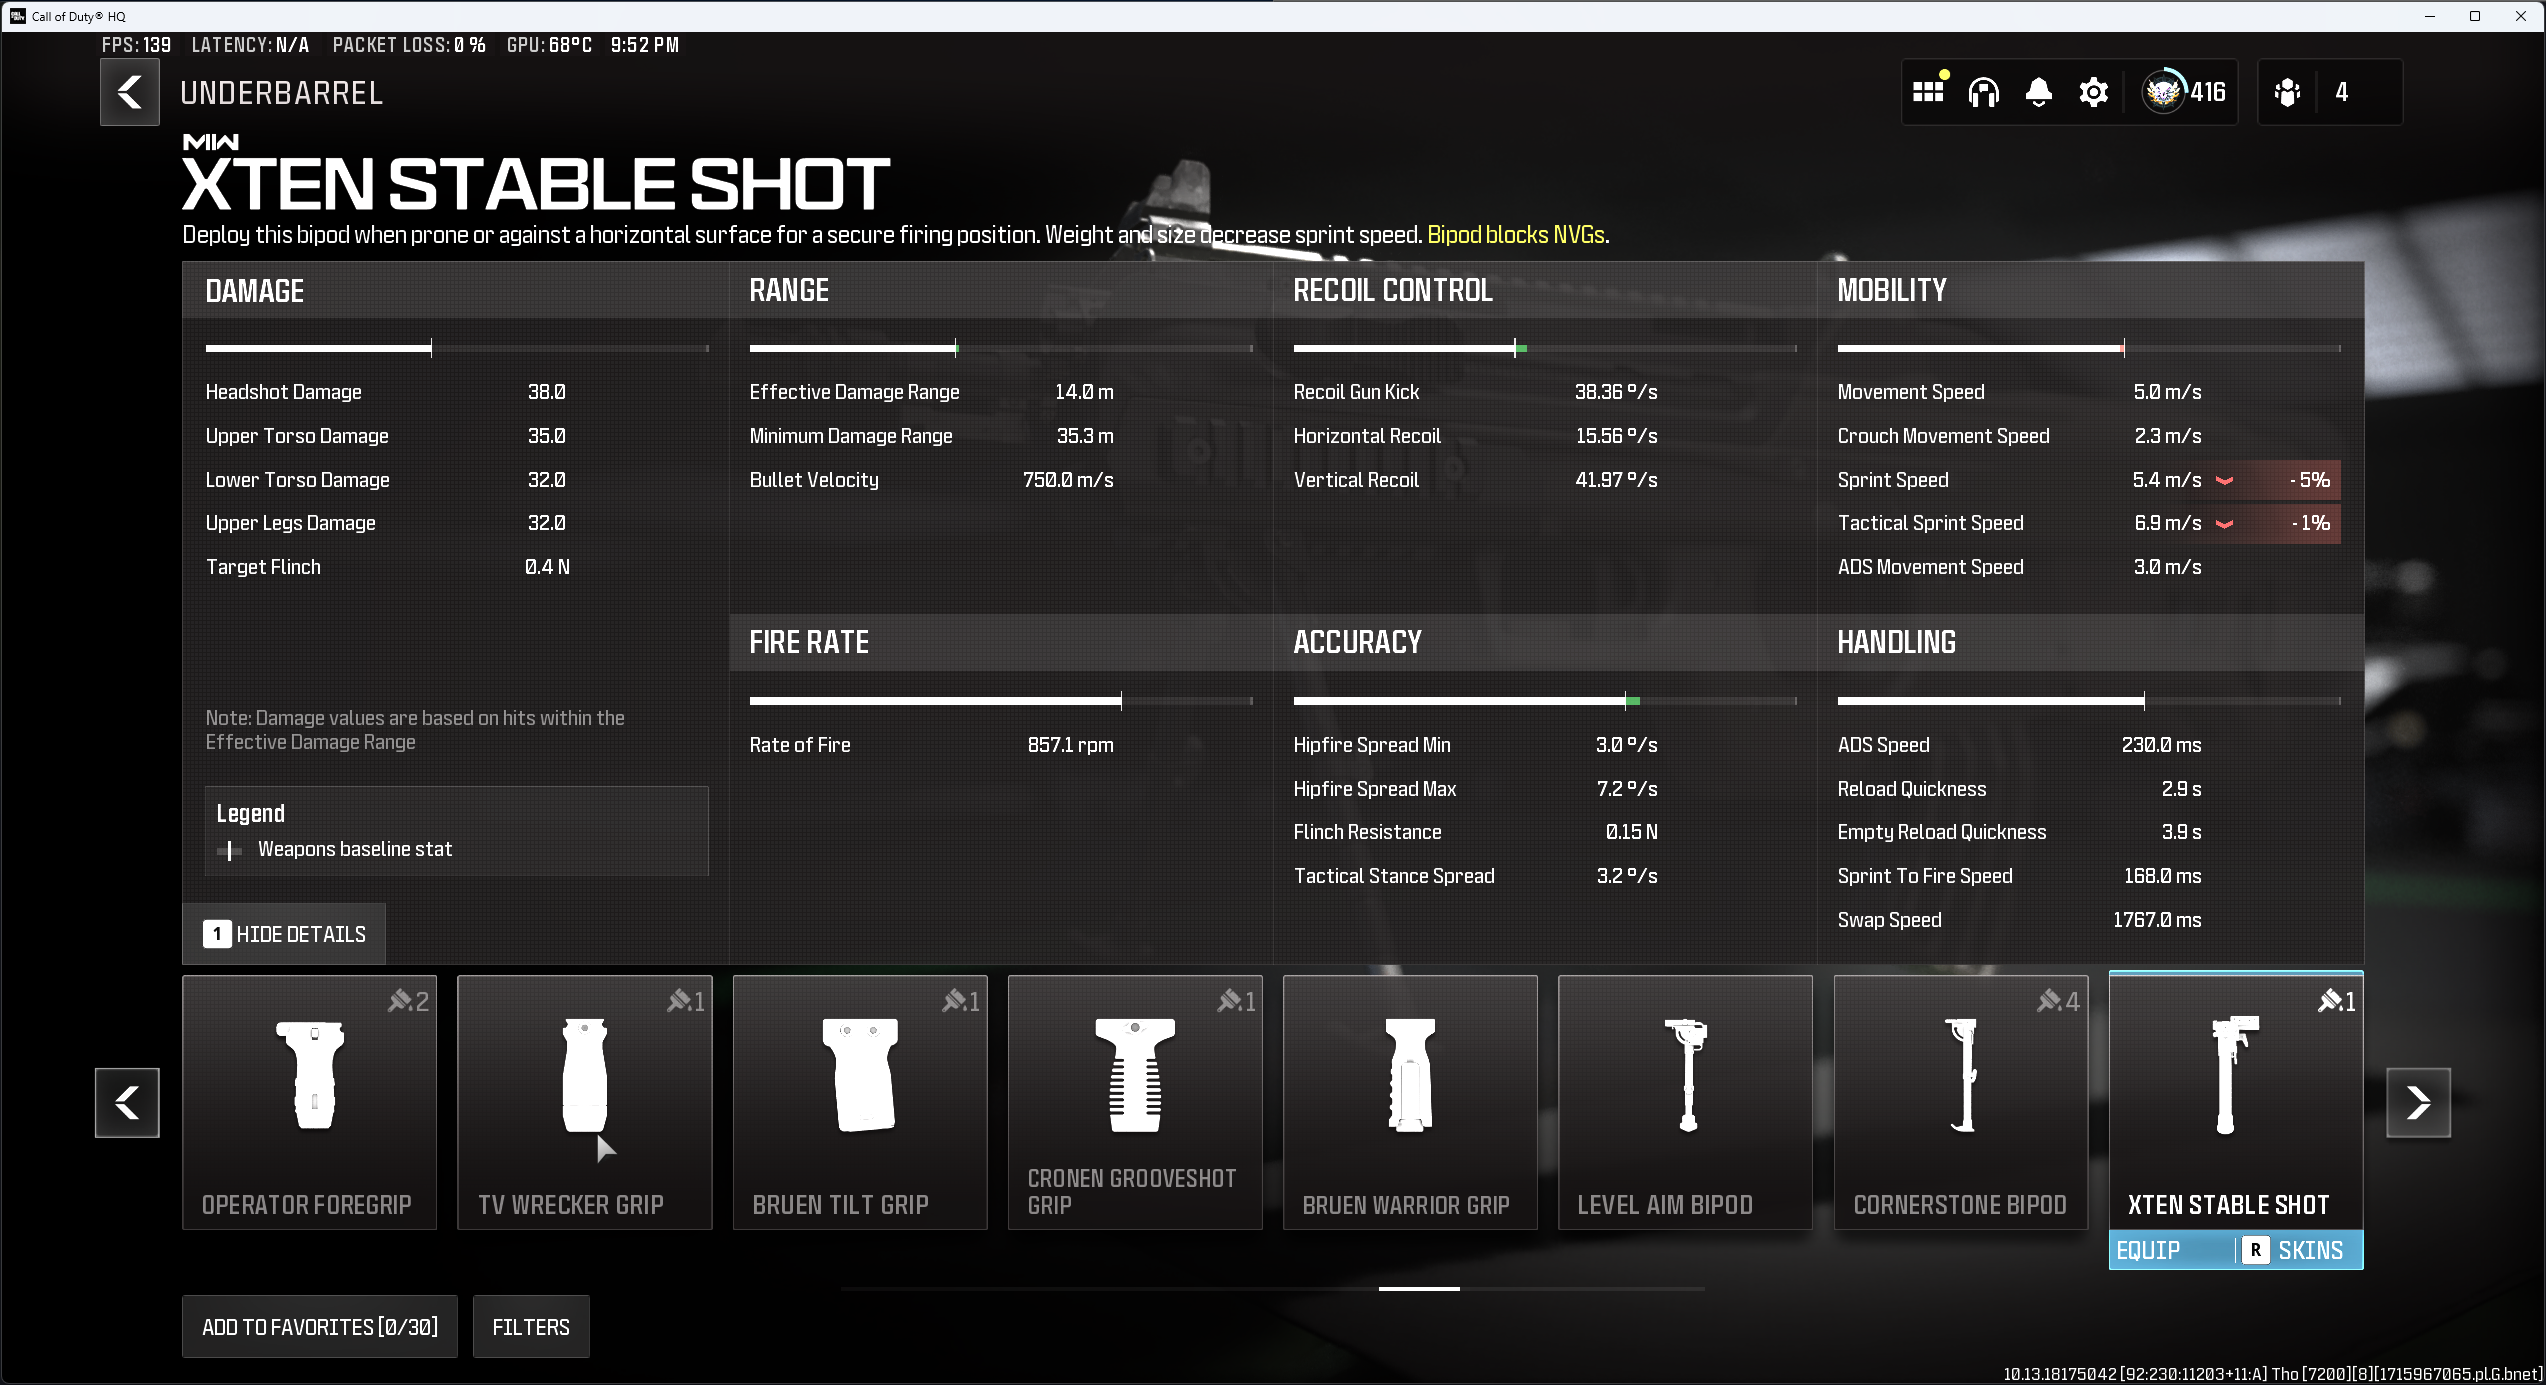 Call of Duty® HQ
FPS: 139 LATENCY: N/A PACKET LOSS: 0 % GPU: 68°C 9:52 PM
UNDERBARREL
416
4
MW
XTEN STABLE SHOT
Deploy this bipod when prone or against a horizontal surface for a secure firing position. Weight and size decrease sprint speed. Bipod blocks NVGs.
DAMAGE
Headshot Damage 38.0
Upper Torso Damage 35.0
Lower Torso Damage 32.0
Upper Legs Damage 32.0
Target Flinch 0.4 N
Note: Damage values are based on hits within the
Effective Damage Range
Legend
Weapons baseline stat
1 HIDE DETAILS
RANGE
Effective Damage Range 14.0 m
Minimum Damage Range 35.3 m
Bullet Velocity 750.0 m/s
FIRE RATE
Rate of Fire 857.1 rpm
RECOIL CONTROL
Recoil Gun Kick 38.36 º/s
Horizontal Recoil 15.56 º/s
Vertical Recoil 41.97 º/s
ACCURACY
Hipfire Spread Min 3.0 º/s
Hipfire Spread Max 7.2 º/s
Flinch Resistance 0.15 N
Tactical Stance Spread 3.2 º/s
MOBILITY
Movement Speed 5.0 m/s
Crouch Movement Speed 2.3 m/s
Sprint Speed 5.4 m/s - 5%
Tactical Sprint Speed 6.9 m/s - 1%
ADS Movement Speed 3.0 m/s
HANDLING
ADS Speed 230.0 ms
Reload Quickness 2.9 s
Empty Reload Quickness 3.9 s
Sprint To Fire Speed 168.0 ms
Swap Speed 1767.0 ms
2
OPERATOR FOREGRIP
1
TV WRECKER GRIP
1
BRUEN TILT GRIP
1
CRONEN GROOVESHOT
GRIP
BRUEN WARRIOR GRIP
LEVEL AIM BIPOD
4
CORNERSTONE BIPOD
1
XTEN STABLE SHOT
EQUIP R SKINS
ADD TO FAVORITES [0/30] FILTERS
10.13.18175042 [92:230:11203+11:A] Tho [7200][8][1715967065.pl.G.bnet]